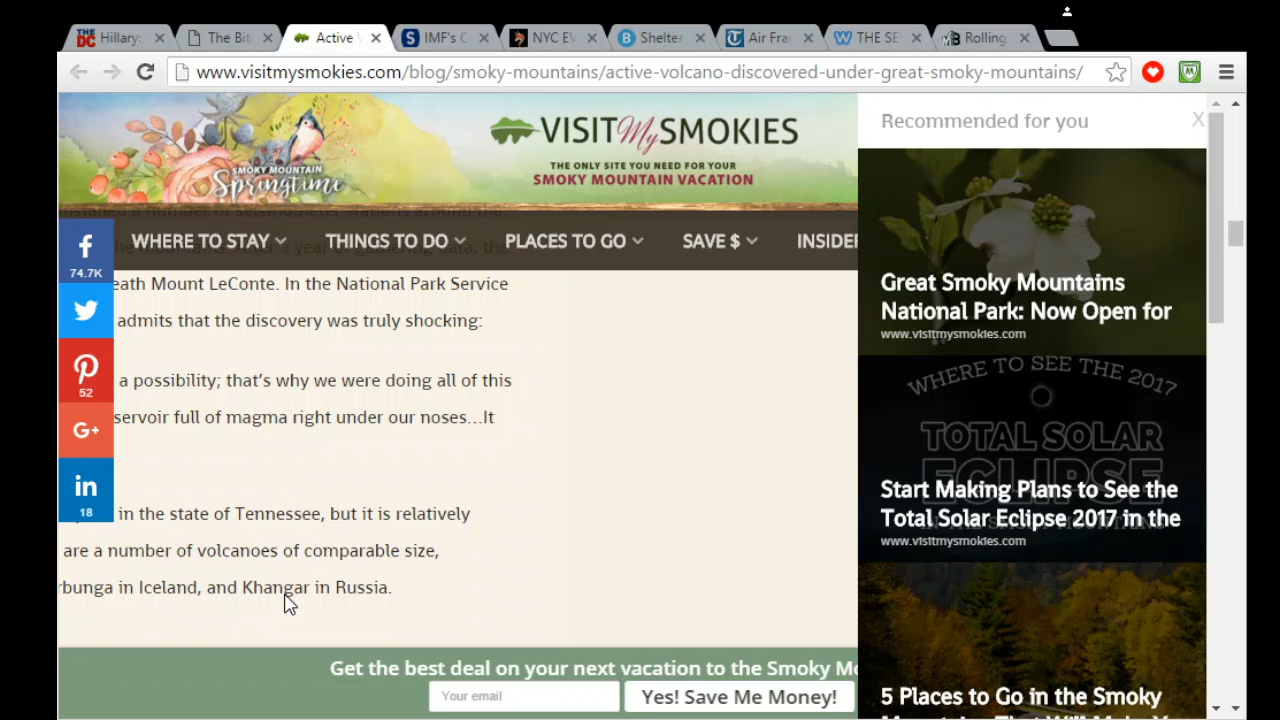 Hillary:
The Bit
Active
IMF's C
NYC EV
Shelter
Air Fra
THE SE
Rolling
www.visitmysmokies.com/blog/smoky-mountains/active-volcano-discovered-under-great-smoky-mountains/
VISIT My SMOKIES
THE ONLY SITE YOU NEED FOR YOUR
SMOKY MOUNTAIN VACATION
SMOKY MOUNTAIN
Springtime
WHERE TO STAY
THINGS TO DO
PLACES TO GO
SAVE $
INSIDER
74.7K
52
G+
in
18
eath Mount LeConte. In the National Park Service
admits that the discovery was truly shocking:
a possibility; that's why we were doing all of this
servoir full of magma right under our noses…It
in the state of Tennessee, but it is relatively
are a number of volcanoes of comparable size,
rbunga in Iceland, and Khangar in Russia.
Get the best deal on your next vacation to the Smoky Mo
Your email
Yes! Save Me Money!
Recommended for you
X
Great Smoky Mountains
National Park: Now Open for
www.visitmysmokies.com
WHERE TO SEE THE 2017
TOTAL SOLAR
ECLIPSE
Start Making Plans to See the
Total Solar Eclipse 2017 in the
www.visitmysmokies.com
5 Places to Go in the Smoky